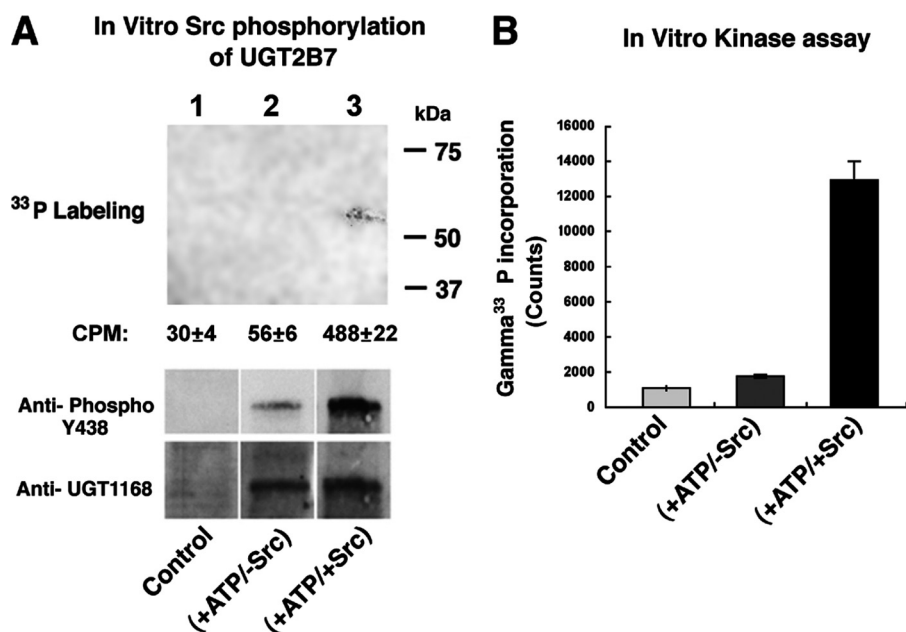 A
In Vitro Src phosphorylation
of UGT2B7
1 2 3
kDa
75
³³P Labeling
50
37
CPM: 30±4 56±6 488±22
Anti- Phospho
Y438
Anti- UGT1168
Control
(+ATP/-Src)
(+ATP/+Src)
B
In Vitro Kinase assay
Gamma³³ P incorporation
(Counts)
16000
14000
12000
10000
8000
6000
4000
2000
0
Control
(+ATP/-Src)
(+ATP/+Src)